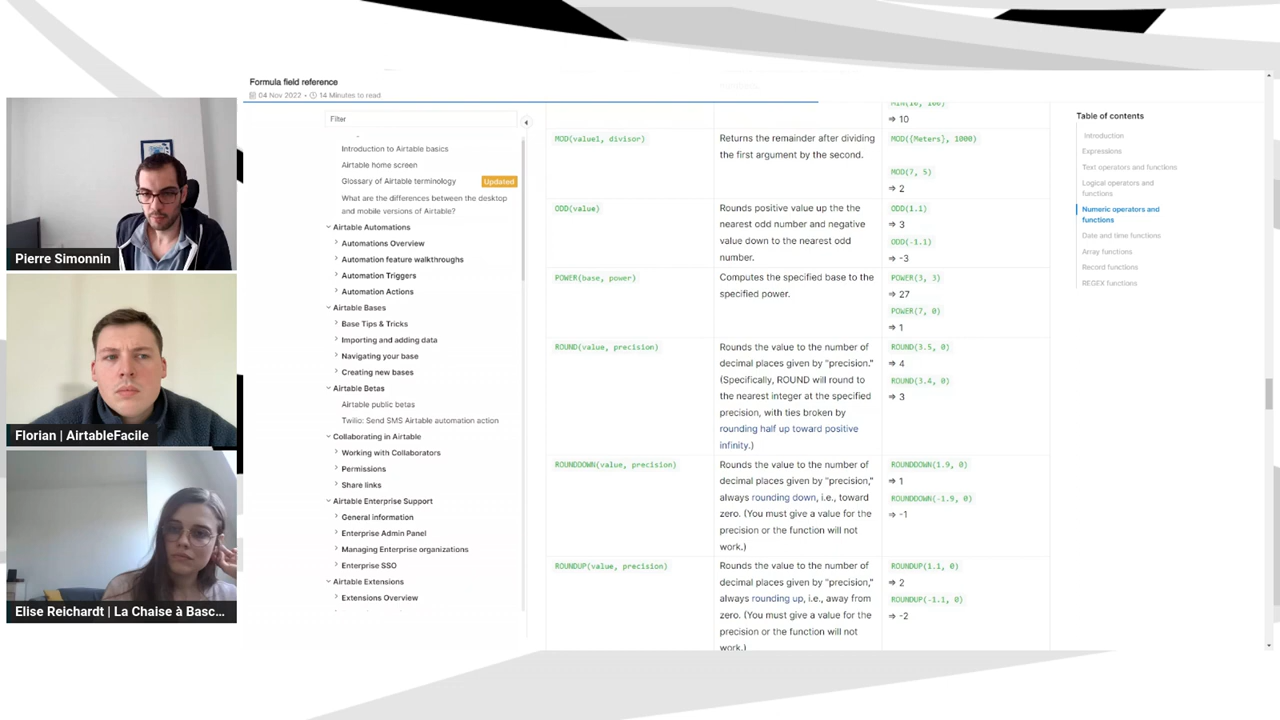 Formula field reference
04 Nov 2022 • 14 Minutes to read
Pierre Simonnin
Florian | AirtableFacile
Elise Reichardt | La Chaise à Basc...
Filter
Introduction to Airtable basics
Airtable home screen
Glossary of Airtable terminology Updated
What are the differences between the desktop
and mobile versions of Airtable?
Airtable Automations
Automations Overview
Automation feature walkthroughs
Automation Triggers
Automation Actions
Airtable Bases
Base Tips & Tricks
Importing and adding data
Navigating your base
Creating new bases
Airtable Betas
Airtable public betas
Twilio: Send SMS Airtable automation action
Collaborating in Airtable
Working with Collaborators
Permissions
Share links
Airtable Enterprise Support
General information
Enterprise Admin Panel
Managing Enterprise organizations
Enterprise SSO
Airtable Extensions
Extensions Overview
MIN(10, 100)
=> 10
MOD(value1, divisor)
Returns the remainder after dividing
the first argument by the second.
MOD({Meters}, 1000)
MOD(7, 5)
=> 2
ODD(value)
Rounds positive value up the the
nearest odd number and negative
value down to the nearest odd
number.
ODD(1.1)
=> 3
ODD(-1.1)
=> -3
POWER(base, power)
Computes the specified base to the
specified power.
POWER(3, 3)
=> 27
POWER(7, 0)
=> 1
ROUND(value, precision)
Rounds the value to the number of
decimal places given by "precision."
(Specifically, ROUND will round to
the nearest integer at the specified
precision, with ties broken by
rounding half up toward positive
infinity.)
ROUND(3.5, 0)
=> 4
ROUND(3.4, 0)
=> 3
ROUNDDOWN(value, precision)
Rounds the value to the number of
decimal places given by "precision,"
always rounding down, i.e., toward
zero. (You must give a value for the
precision or the function will not
work.)
ROUNDDOWN(1.9, 0)
=> 1
ROUNDDOWN(-1.9, 0)
=> -1
ROUNDUP(value, precision)
Rounds the value to the number of
decimal places given by "precision,"
always rounding up, i.e., away from
zero. (You must give a value for the
precision or the function will not
work.)
ROUNDUP(1.1, 0)
=> 2
ROUNDUP(-1.1, 0)
=> -2
Table of contents
Introduction
Expressions
Text operators and functions
Logical operators and
functions
Numeric operators and
functions
Date and time functions
Array functions
Record functions
REGEX functions